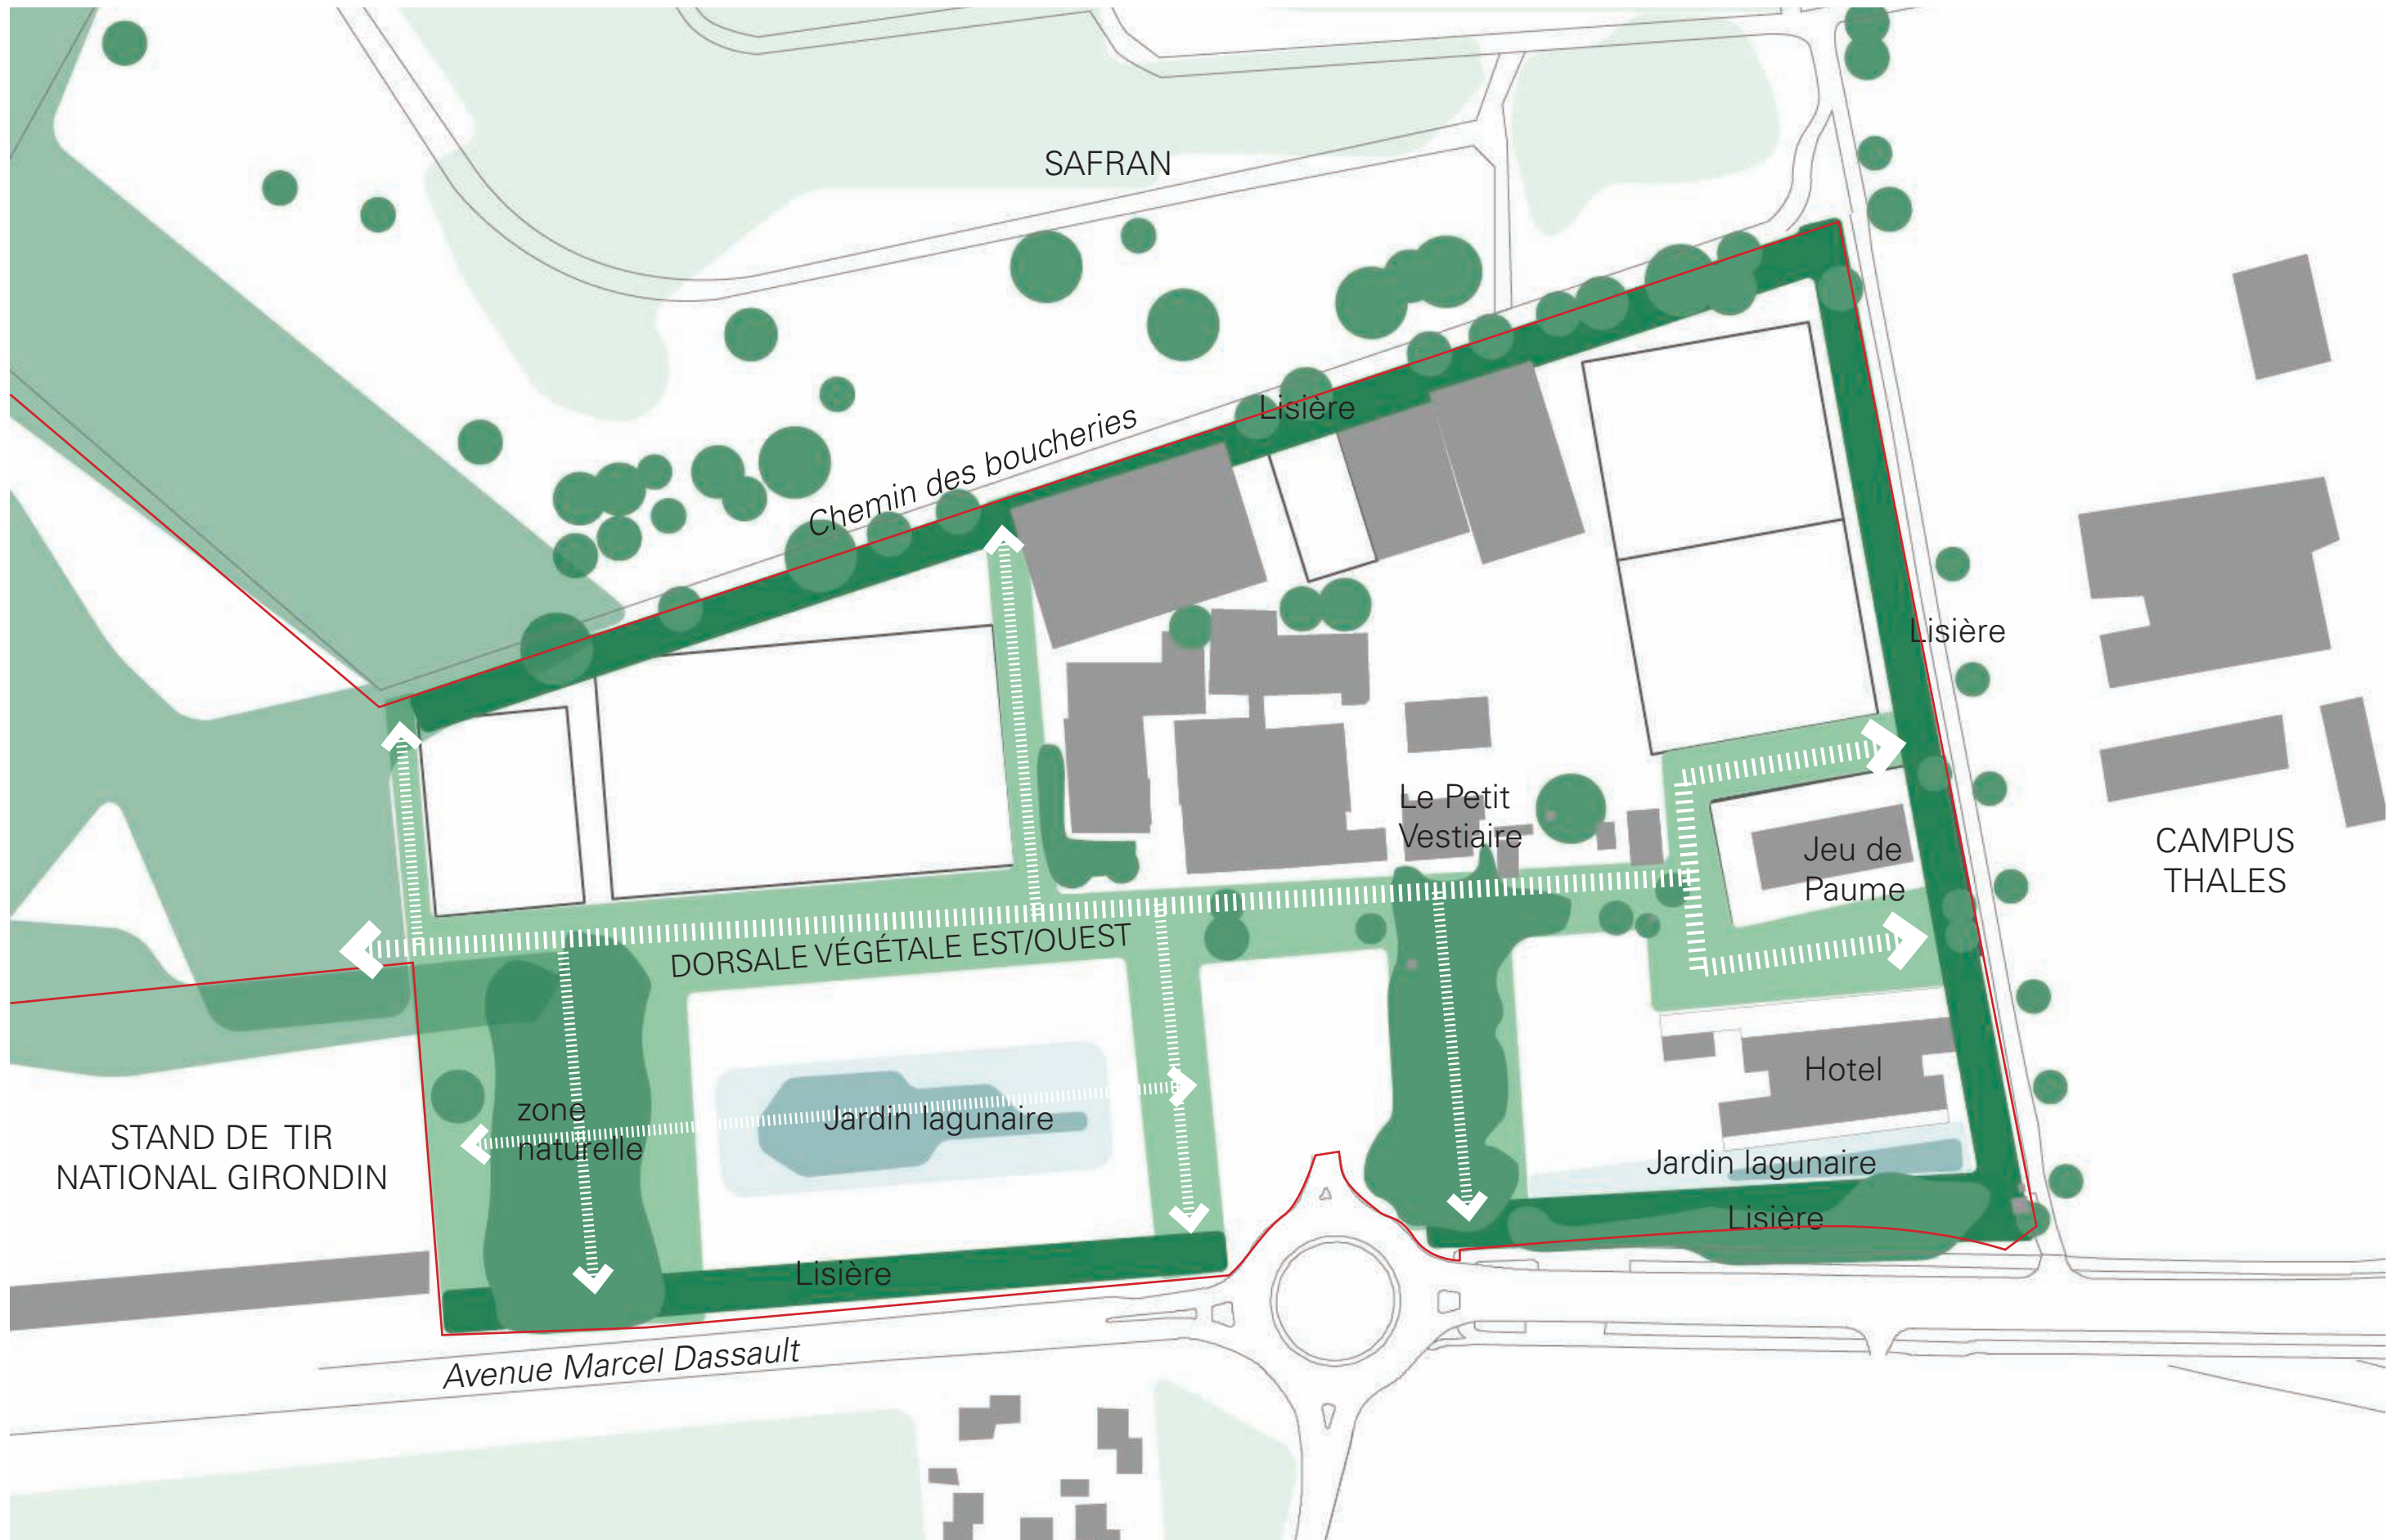 SAFRAN
Lisière
Chemin des boucheries
Lisière
Le Petit
Vestiaire
Jeu de
Paume
CAMPUS
THALES
DORSALE VÉGÉTALE EST/OUEST
Hotel
zone
naturelle
Jardin lagunaire
STAND DE TIR
NATIONAL GIRONDIN
Jardin lagunaire
Lisière
Lisière
Avenue Marcel Dassault